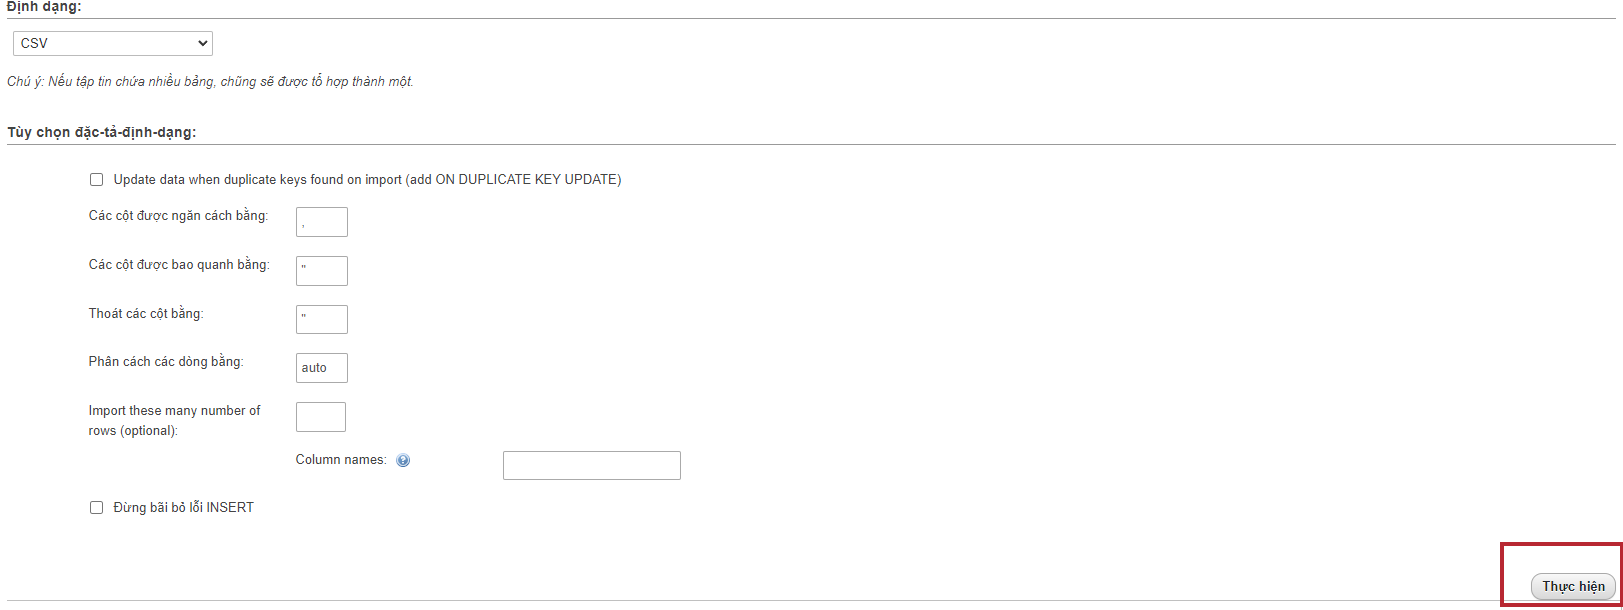 Định dạng:
CSV
Chú ý: Nếu tập tin chứa nhiều bảng, chũng sẽ được tổ hợp thành một.
Tùy chọn đặc-tả-định-dạng:
Update data when duplicate keys found on import (add ON DUPLICATE KEY UPDATE)
Các cột được ngăn cách bằng:
,
Các cột được bao quanh bằng:
"
Thoát các cột bằng:
"
Phân cách các dòng bằng:
auto
Import these many number of
rows (optional):
Column names:
Đừng bãi bỏ lỗi INSERT
Thực hiện